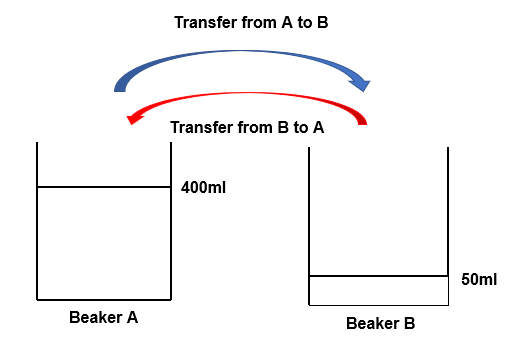 Transfer from A to B
Transfer from B to A
400ml
50ml
Beaker A
Beaker B